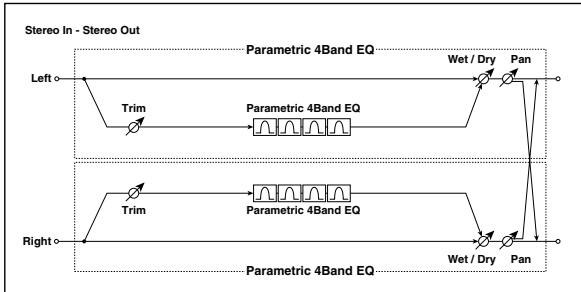 Stereo In - Stereo Out
Parametric 4Band EQ
Wet / Dry
Pan
Left
Trim
Parametric 4Band EQ
Trim
Parametric 4Band EQ
Right
Wet / Dry
Pan
Parametric 4Band EQ